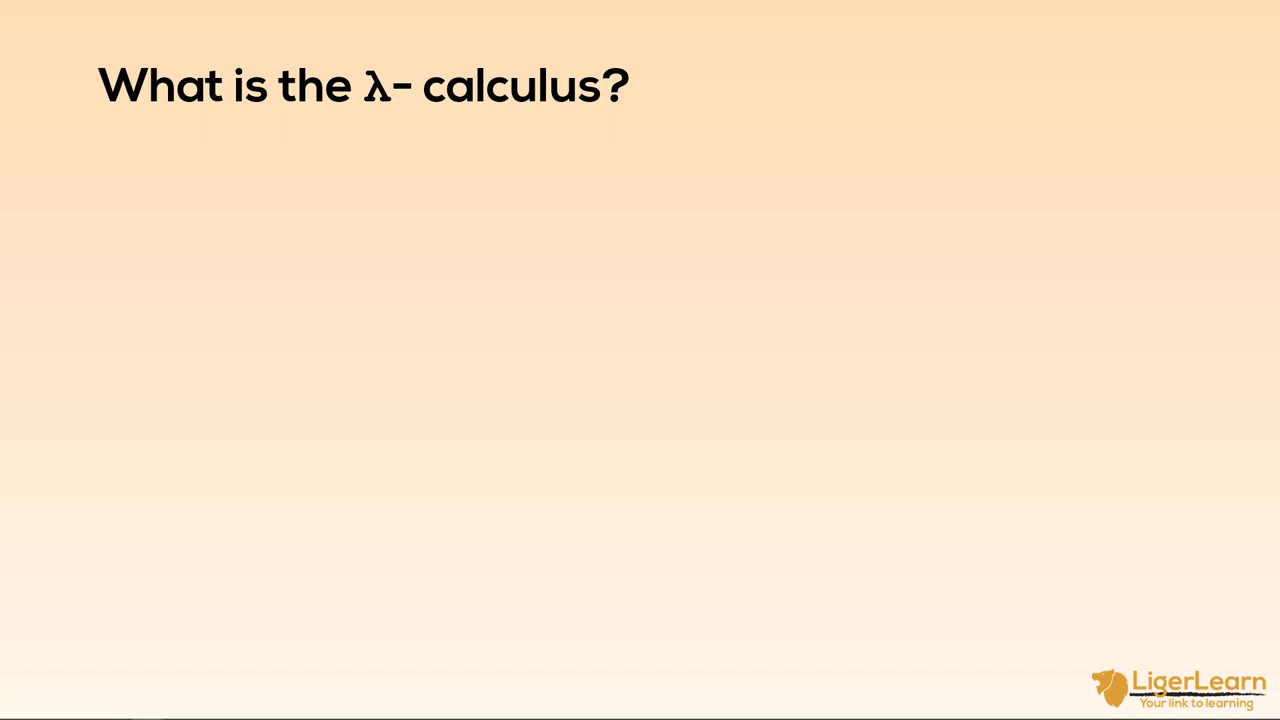 What is the λ- calculus?
LigerLearn
Your link to learning